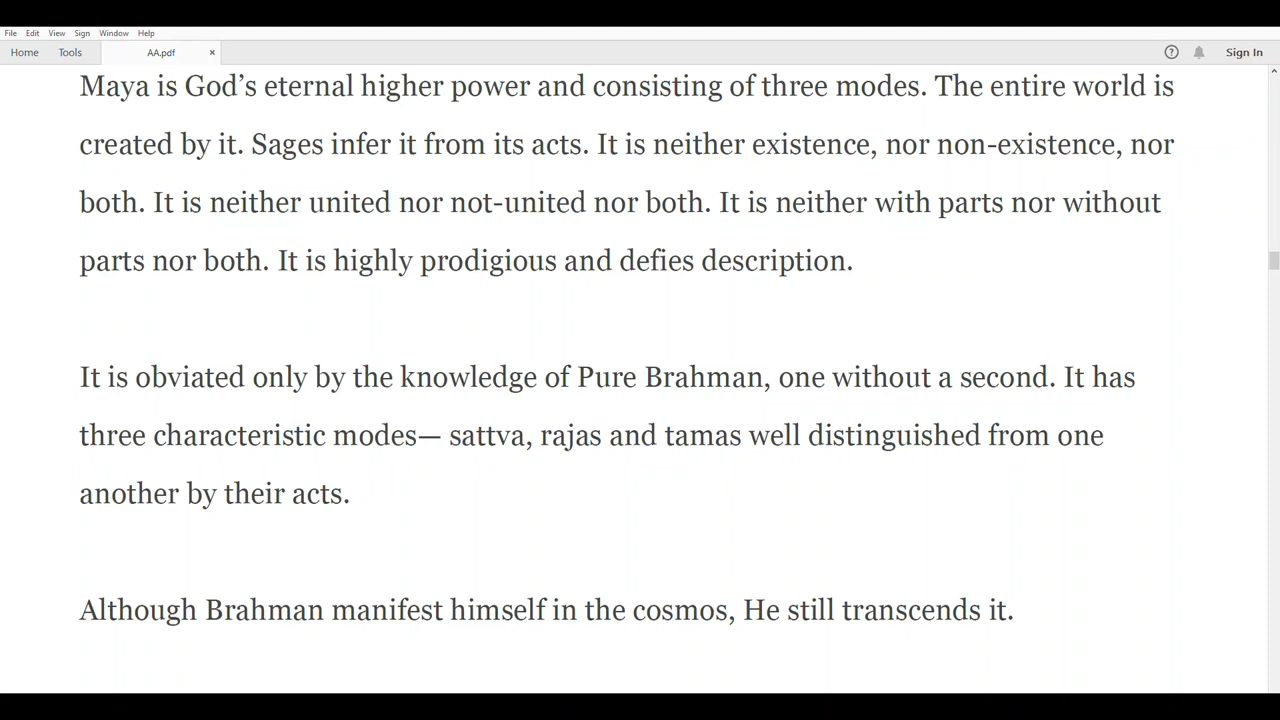 File Edit View Sign Window Help
Home Tools AA.pdf × ? Sign In
Maya is God’s eternal higher power and consisting of three modes. The entire world is
created by it. Sages infer it from its acts. It is neither existence, nor non-existence, nor
both. It is neither united nor not-united nor both. It is neither with parts nor without
parts nor both. It is highly prodigious and defies description.
It is obviated only by the knowledge of Pure Brahman, one without a second. It has
three characteristic modes— sattva, rajas and tamas well distinguished from one
another by their acts.
Although Brahman manifest himself in the cosmos, He still transcends it.